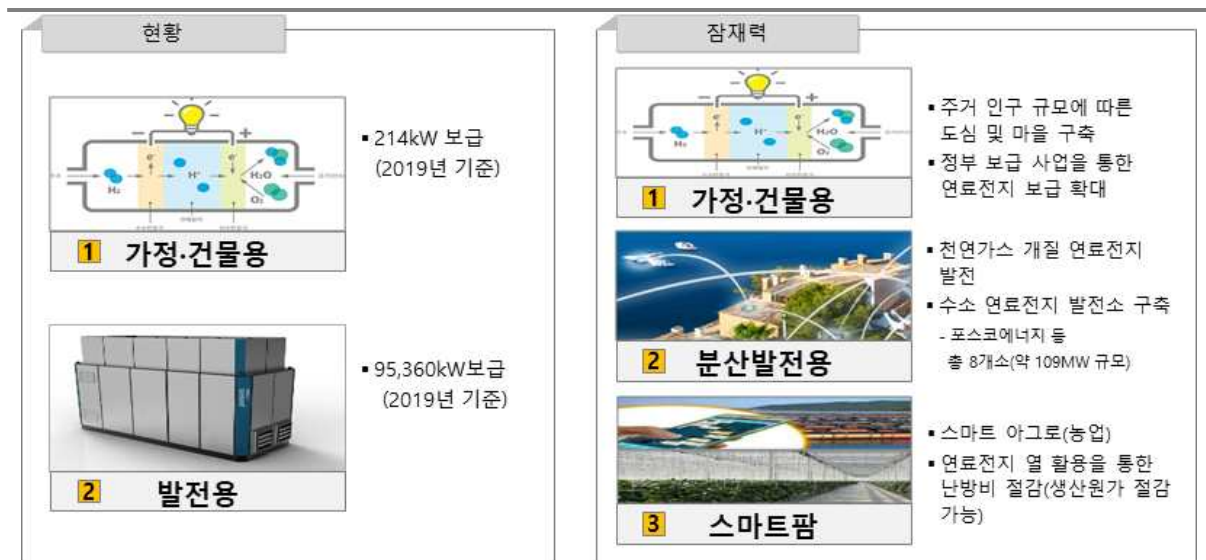 현황
H₂
e⁻
H⁺
e⁻
H₂O
O₂
1 가정·건물용
▪ 214kW 보급
(2019년 기준)
2 발전용
▪ 95,360kW보급
(2019년 기준)
잠재력
H₂
e⁻
H⁺
e⁻
H₂O
O₂
1 가정·건물용
▪ 주거 인구 규모에 따른
도심 및 마을 구축
▪ 정부 보급 사업을 통한
연료전지 보급 확대
2 분산발전용
▪ 천연가스 개질 연료전지
발전
▪ 수소 연료전지 발전소 구축
- 포스코에너지 등
총 8개소(약 109MW 규모)
3 스마트팜
▪ 스마트 아그로(농업)
▪ 연료전지 열 활용을 통한
난방비 절감(생산원가 절감
가능)